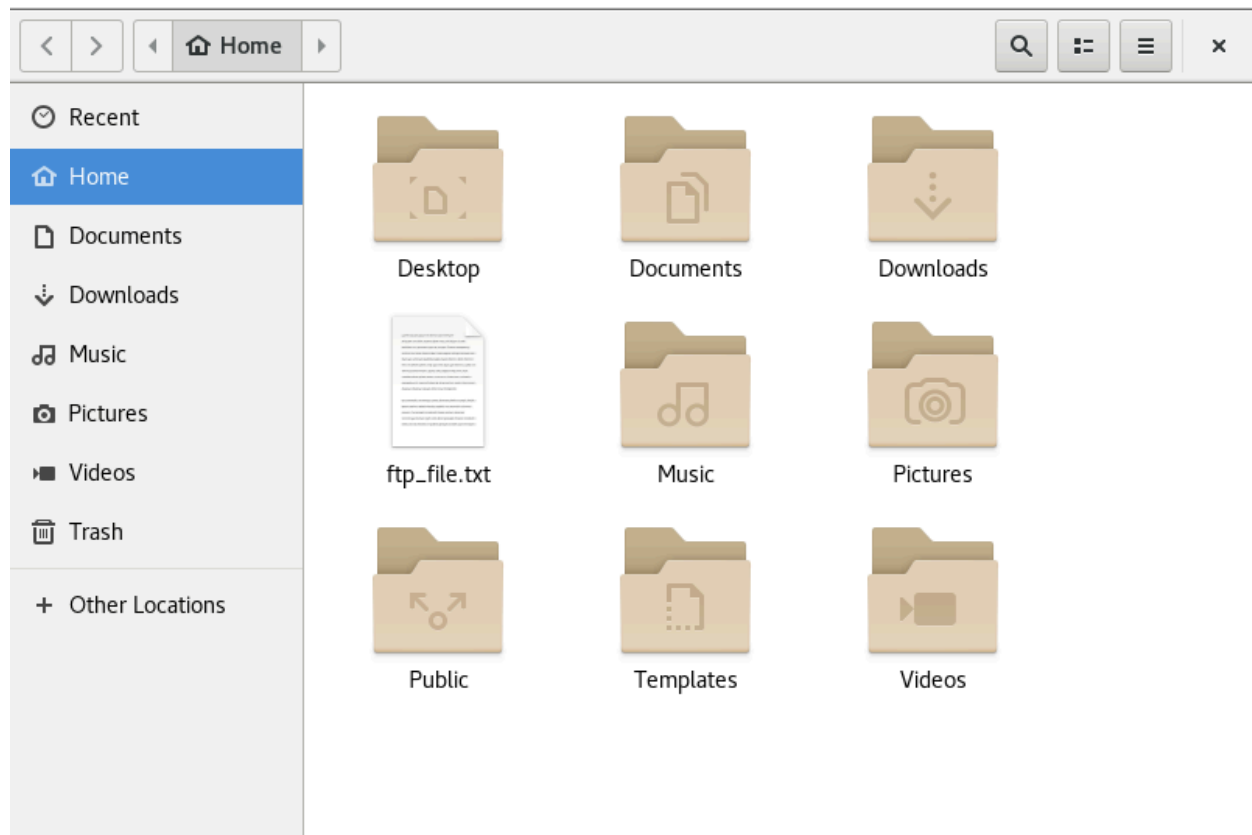 Home
Recent
Home
Documents
Downloads
Music
Pictures
Videos
Trash
Other Locations
Desktop
Documents
Downloads
ftp_file.txt
Music
Pictures
Public
Templates
Videos